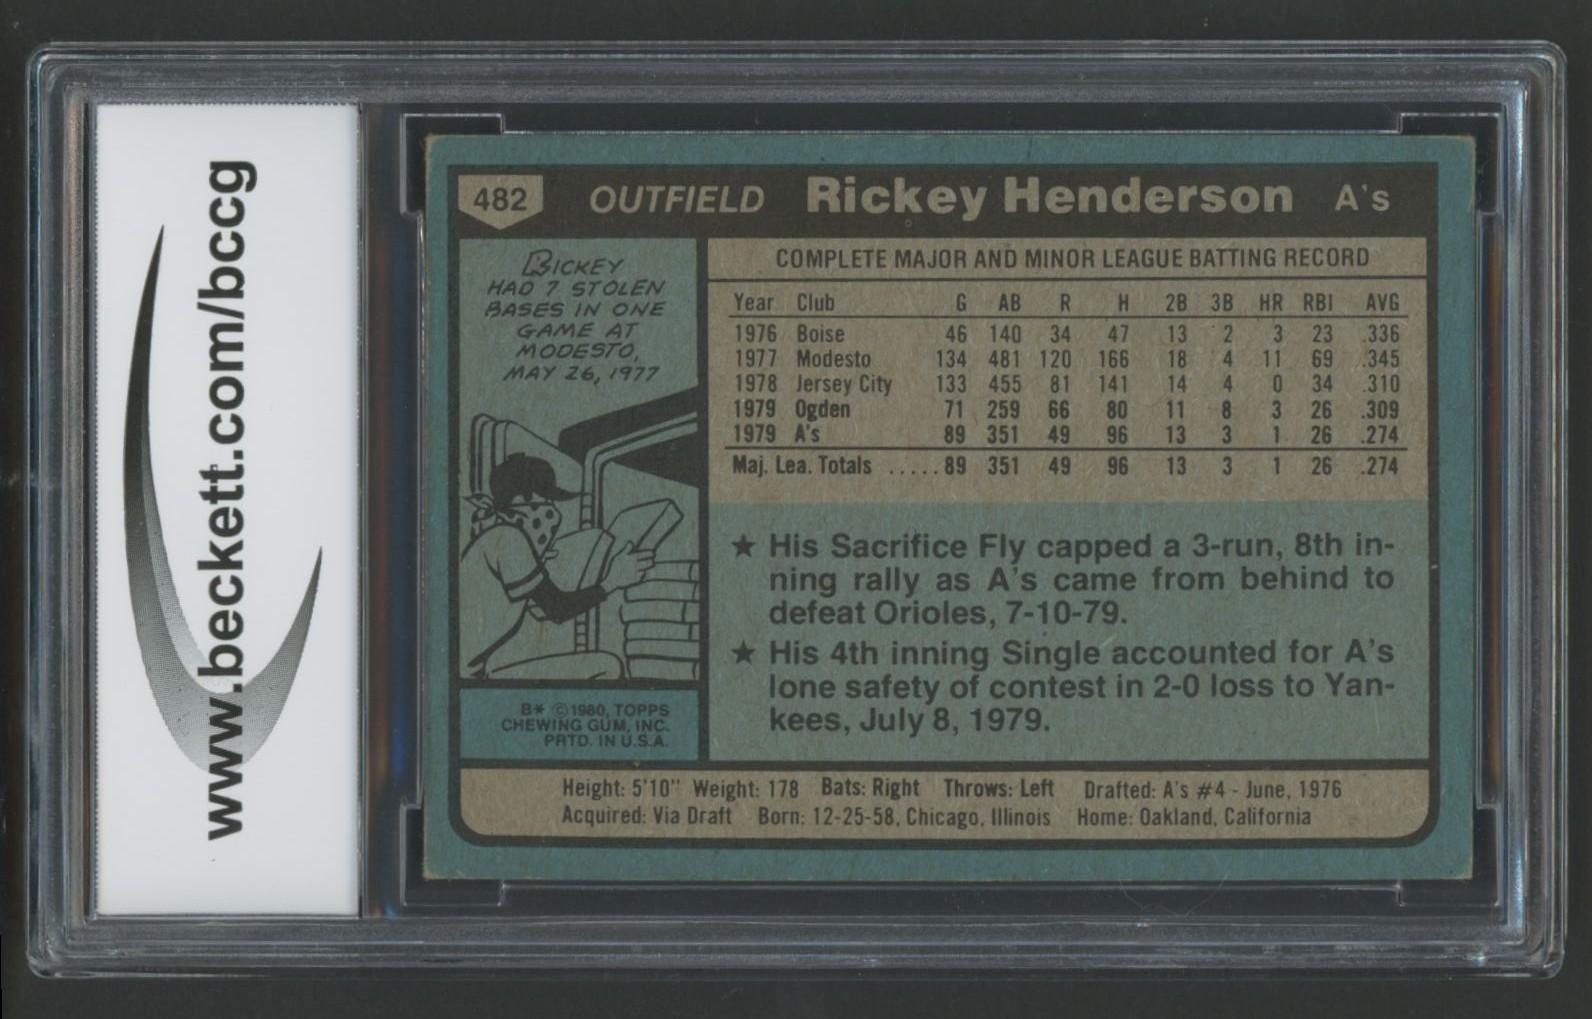 www.beckett.com/bccg
482 OUTFIELD Rickey Henderson A's
RICKEY
HAD 7 STOLEN
BASES IN ONE
GAME AT
MODESTO,
MAY 26, 1977
B* ©1980, TOPPS
CHEWING GUM, INC.
PRTD. IN U.S.A.
COMPLETE MAJOR AND MINOR LEAGUE BATTING RECORD
Year Club G AB R H 2B 3B HR RBI AVG
1976 Boise 46 140 34 47 13 2 3 23 .336
1977 Modesto 134 481 120 166 18 4 11 69 .345
1978 Jersey City 133 455 81 141 14 4 0 34 .310
1979 Ogden 71 259 66 80 11 8 3 26 .309
1979 A's 89 351 49 96 13 3 1 26 .274
Maj. Lea. Totals ..... 89 351 49 96 13 3 1 26 .274
★ His Sacrifice Fly capped a 3-run, 8th in-
ning rally as A's came from behind to
defeat Orioles, 7-10-79.
★ His 4th inning Single accounted for A's
lone safety of contest in 2-0 loss to Yan-
kees, July 8, 1979.
Height: 5'10" Weight: 178 Bats: Right Throws: Left Drafted: A's #4 - June, 1976
Acquired: Via Draft Born: 12-25-58, Chicago, Illinois Home: Oakland, California